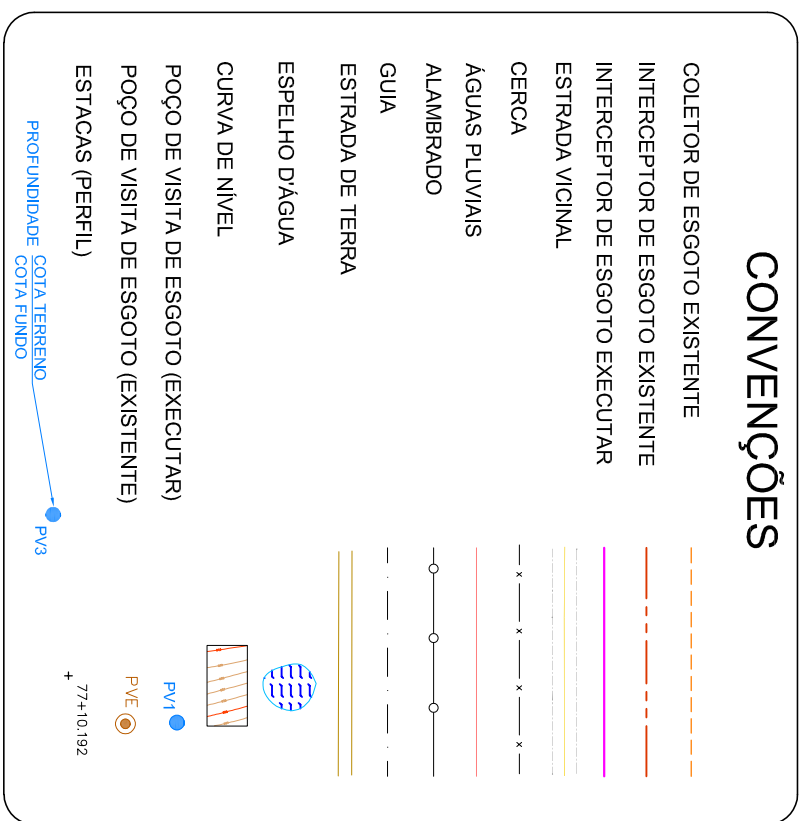 CONVENÇÕES
COLETOR DE ESGOTO EXISTENTE
INTERCEPTOR DE ESGOTO EXISTENTE
INTERCEPTOR DE ESGOTO EXECUTAR
ESTRADA VICINAL
CERCA
x x x x
ÁGUAS PLUVIAIS
ALAMBRADO
GUIA
ESTRADA DE TERRA
ESPELHO D'ÁGUA
CURVA DE NÍVEL
POÇO DE VISITA DE ESGOTO (EXECUTAR)
PV1
POÇO DE VISITA DE ESGOTO (EXISTENTE)
PVE
ESTACAS (PERFIL)
77+10.192
+
PV3
PROFUNDIDADE COTA TERRENO
COTA FUNDO